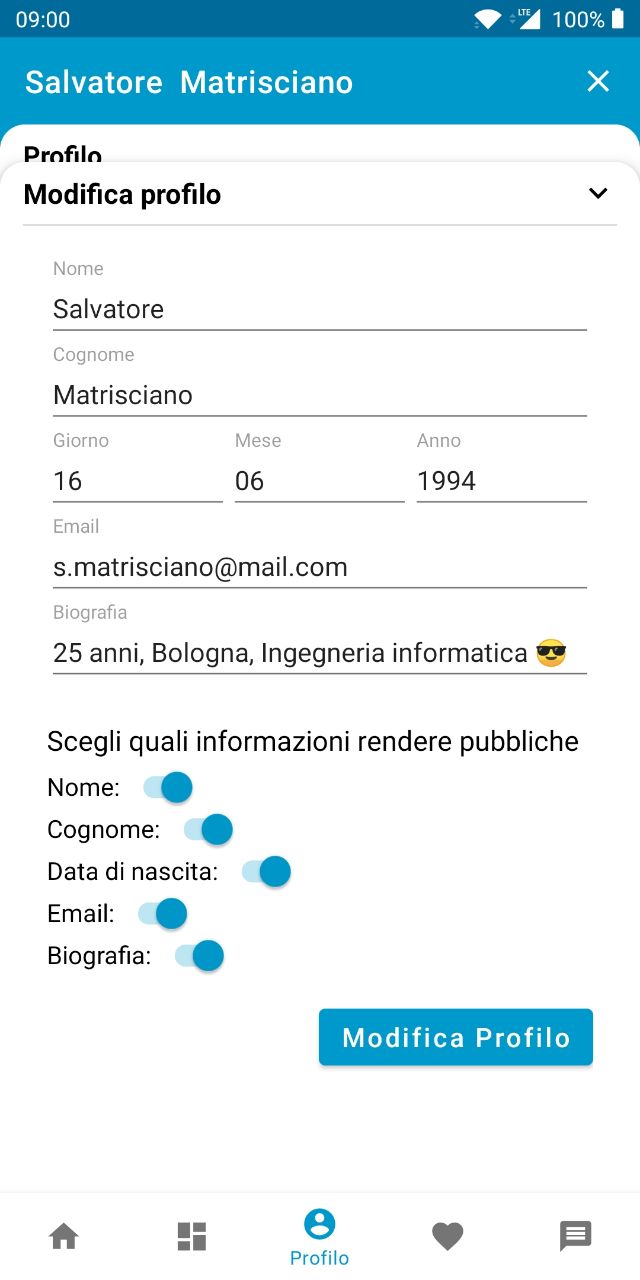 09:00 LTE 100%
Salvatore Matrisciano
Profilo
Modifica profilo
Nome
Salvatore
Cognome
Matrisciano
Giorno Mese Anno
16 06 1994
Email
s.matrisciano@mail.com
Biografia
25 anni, Bologna, Ingegneria informatica 😎
Scegli quali informazioni rendere pubbliche
Nome:
Cognome:
Data di nascita:
Email:
Biografia:
Modifica Profilo
Profilo